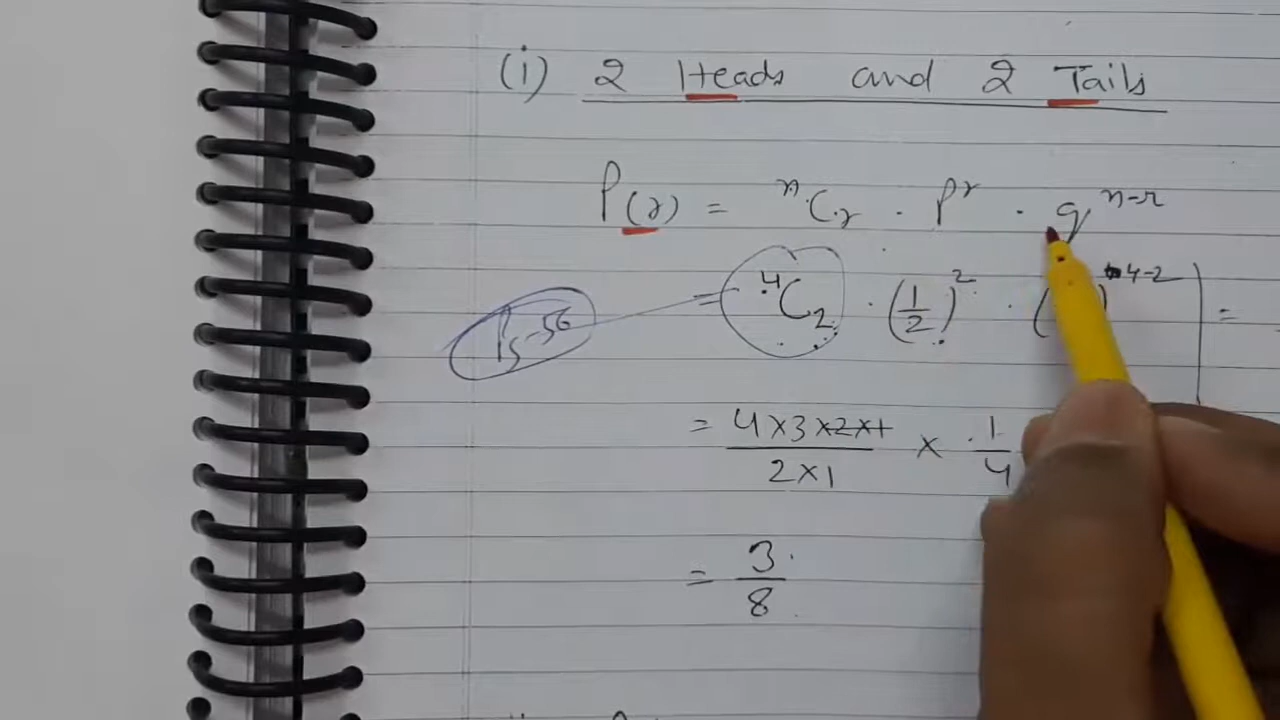 (i) 2 Heads and 2 Tails
P(r) = ⁿCᵣ . Pʳ . q^(n-r)
= ⁴C₂ . (1/2)² . ( )^(4-2) =
= 4×3×2×1 / 2×1 × 1/4
= 3/8